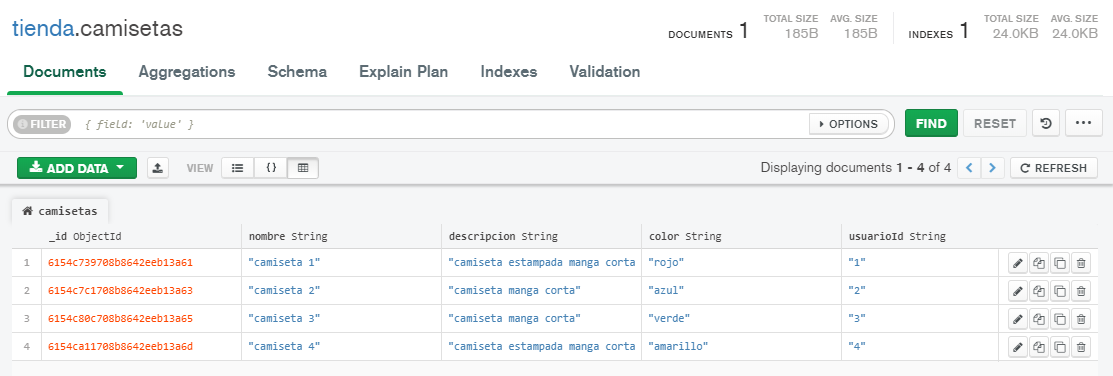 tienda.camisetas
DOCUMENTS 1 TOTAL SIZE 185B AVG. SIZE 185B INDEXES 1 TOTAL SIZE 24.0KB AVG. SIZE 24.0KB
Documents Aggregations Schema Explain Plan Indexes Validation
FILTER { field: 'value' } OPTIONS FIND RESET
ADD DATA VIEW {} Displaying documents 1 - 4 of 4 REFRESH
camisetas
_id ObjectId nombre String descripcion String color String usuarioId String
1 6154c739708b8642eeb13a61 "camiseta 1" "camiseta estampada manga corta "rojo" "1"
2 6154c7c1708b8642eeb13a63 "camiseta 2" "camiseta manga corta" "azul" "2"
3 6154c80c708b8642eeb13a65 "camiseta 3" "camiseta manga corta" "verde" "3"
4 6154ca11708b8642eeb13a6d "camiseta 4" "camiseta estampada manga corta "amarillo" "4"